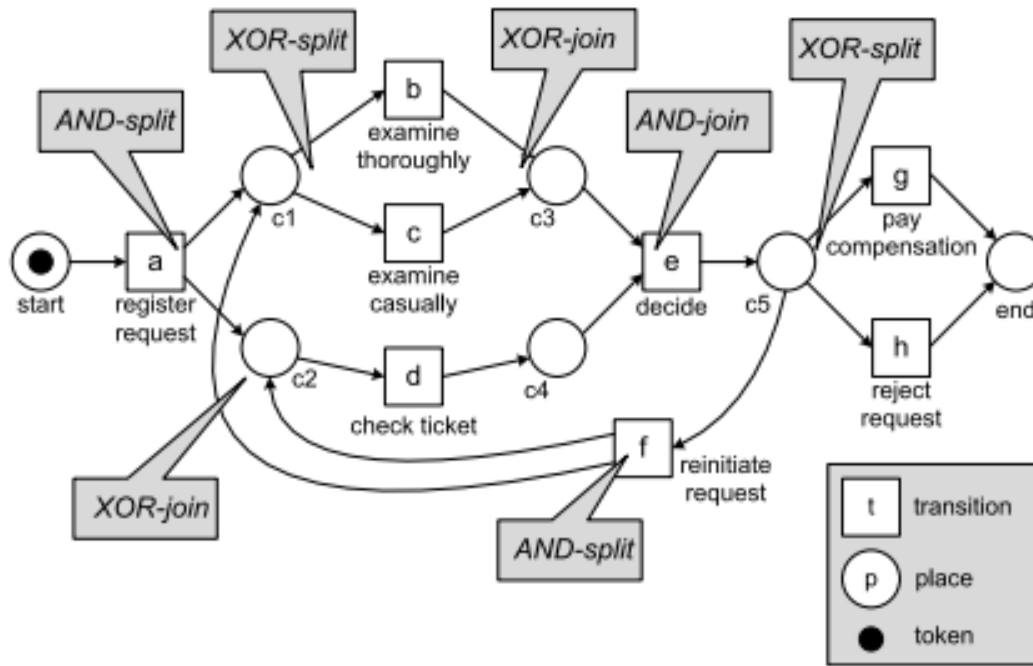 XOR-split
XOR-join
XOR-split
AND-split
AND-join
b
examine
thoroughly
c1
c3
g
pay
compensation
c
examine
casually
start
a
register
request
e
decide
c5
end
c2
d
check ticket
c4
h
reject
request
f
reinitiate
request
XOR-join
AND-split
t
transition
p
place
token